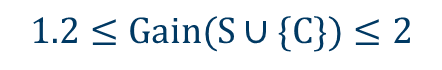 1.2 ≤ Gain(S ∪ {C}) ≤ 2